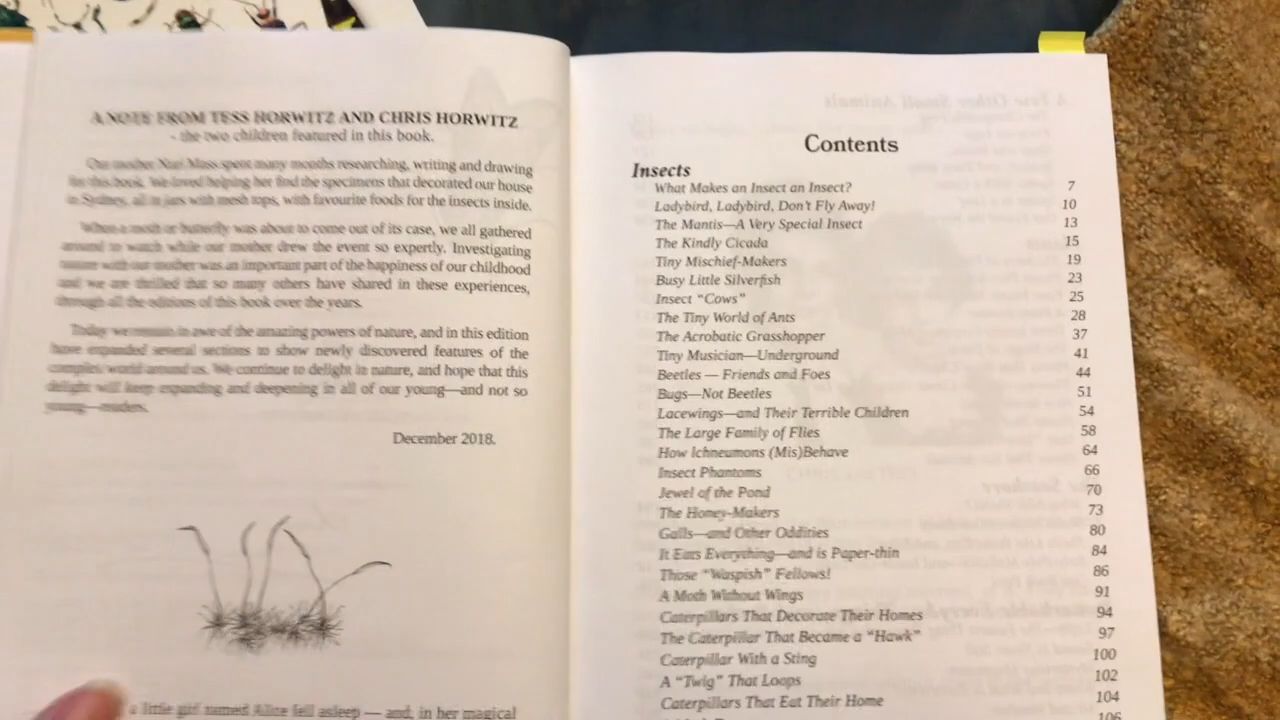 A NOTE FROM TESS HORWITZ AND CHRIS HORWITZ
- the two children featured in this book.
Our mother Nuri Mass spent many months researching, writing and drawing
for this book. We loved helping her find the specimens that decorated our house
in Sydney, all in jars with mesh tops, with favourite foods for the insects inside.
When a moth or butterfly was about to come out of its case, we all gathered
around to watch while our mother drew the event so expertly. Investigating
nature with our mother was an important part of the happiness of our childhood
and we are thrilled that so many others have shared in these experiences,
through all the editions of this book over the years.
Today we remain in awe of the amazing powers of nature, and in this edition
have expanded several sections to show newly discovered features of the
complex world around us. We continue to delight in nature, and hope that this
delight will keep expanding and deepening in all of our young—and not so
young—readers.
December 2018.
a little girl named Alice fell asleep — and, in her magical
Contents
Insects
What Makes an Insect an Insect? 7
Ladybird, Ladybird, Don't Fly Away! 10
The Mantis—A Very Special Insect 13
The Kindly Cicada 15
Tiny Mischief-Makers 19
Busy Little Silverfish 23
Insect "Cows" 25
The Tiny World of Ants 28
The Acrobatic Grasshopper 37
Tiny Musician—Underground 41
Beetles — Friends and Foes 44
Bugs—Not Beetles 51
Lacewings—and Their Terrible Children 54
The Large Family of Flies 58
How Ichneumons (Mis)Behave 64
Insect Phantoms 66
Jewel of the Pond 70
The Honey-Makers 73
Galls—and Other Oddities 80
It Eats Everything—and is Paper-thin 84
Those "Waspish" Fellows! 86
A Moth Without Wings 91
Caterpillars That Decorate Their Homes 94
The Caterpillar That Became a "Hawk" 97
Caterpillar With a Sting 100
A "Twig" That Loops 102
Caterpillars That Eat Their Home 104
106